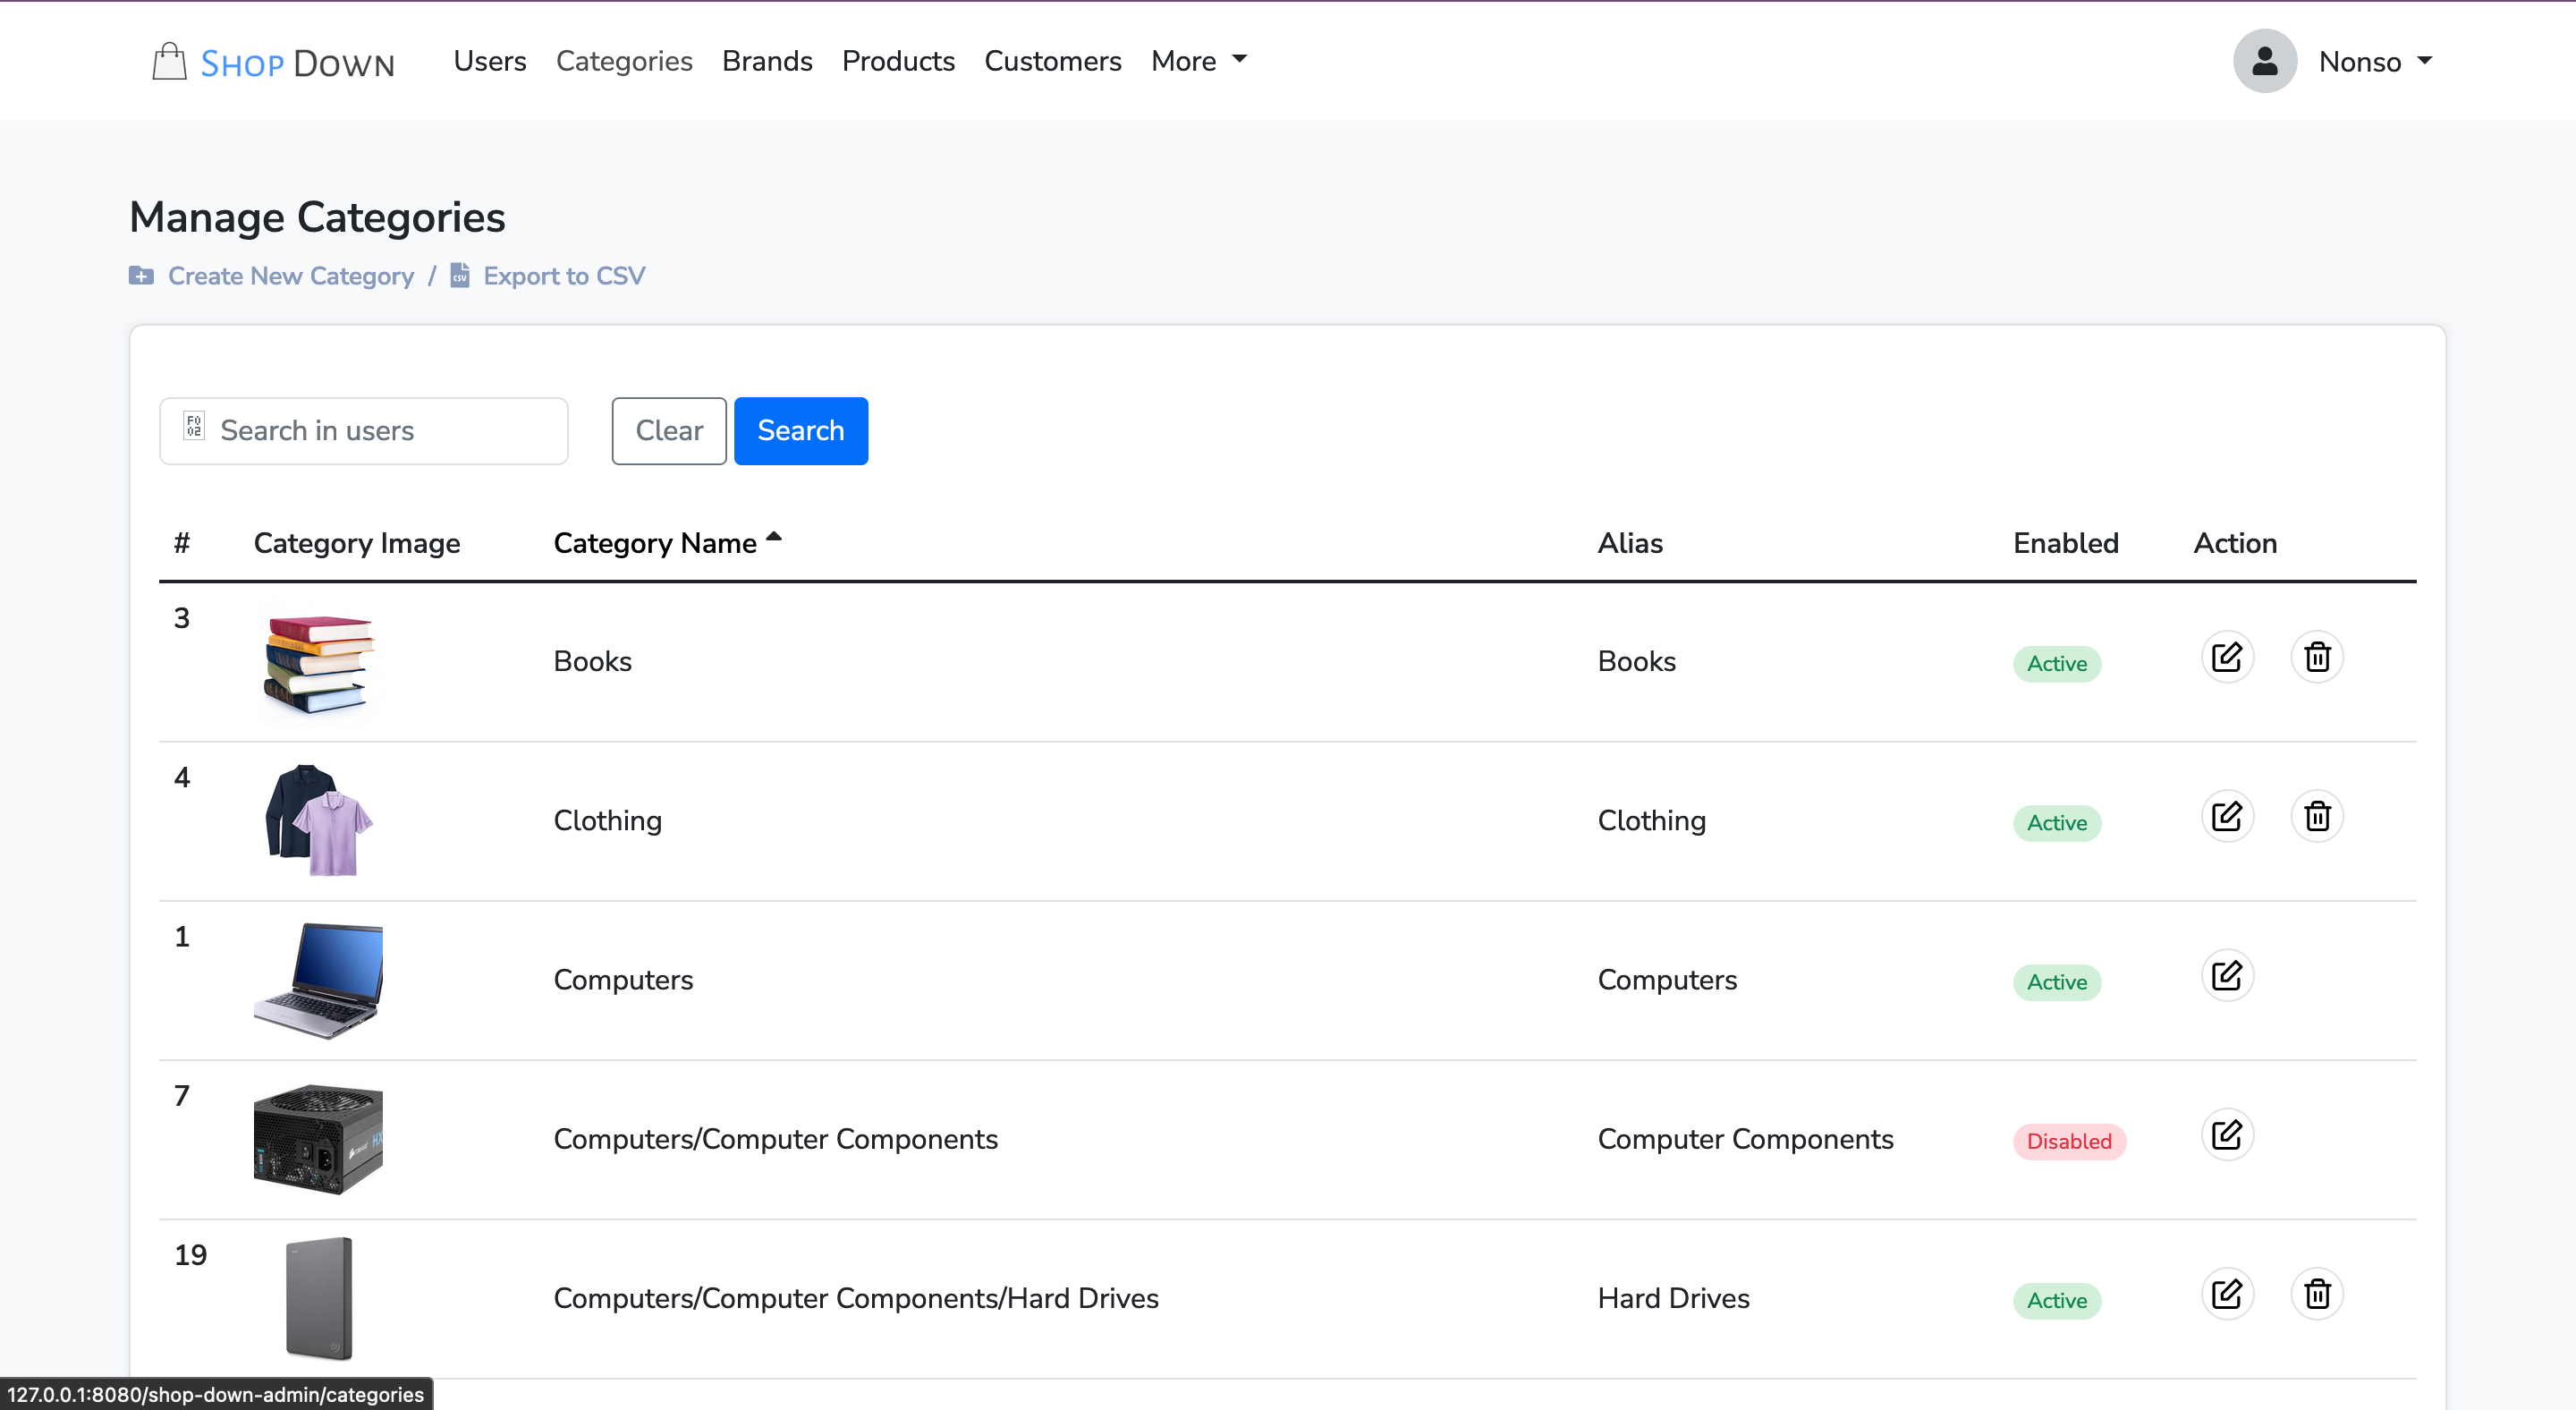 SHOP DOWN Users Categories Brands Products Customers More Nonso
Manage Categories
Create New Category / Export to CSV
Search in users Clear Search
# Category Image Category Name Alias Enabled Action
3 Books Books Active
4 Clothing Clothing Active
1 Computers Computers Active
7 Computers/Computer Components Computer Components Disabled
19 Computers/Computer Components/Hard Drives Hard Drives Active
127.0.0.1:8080/shop-down-admin/categories